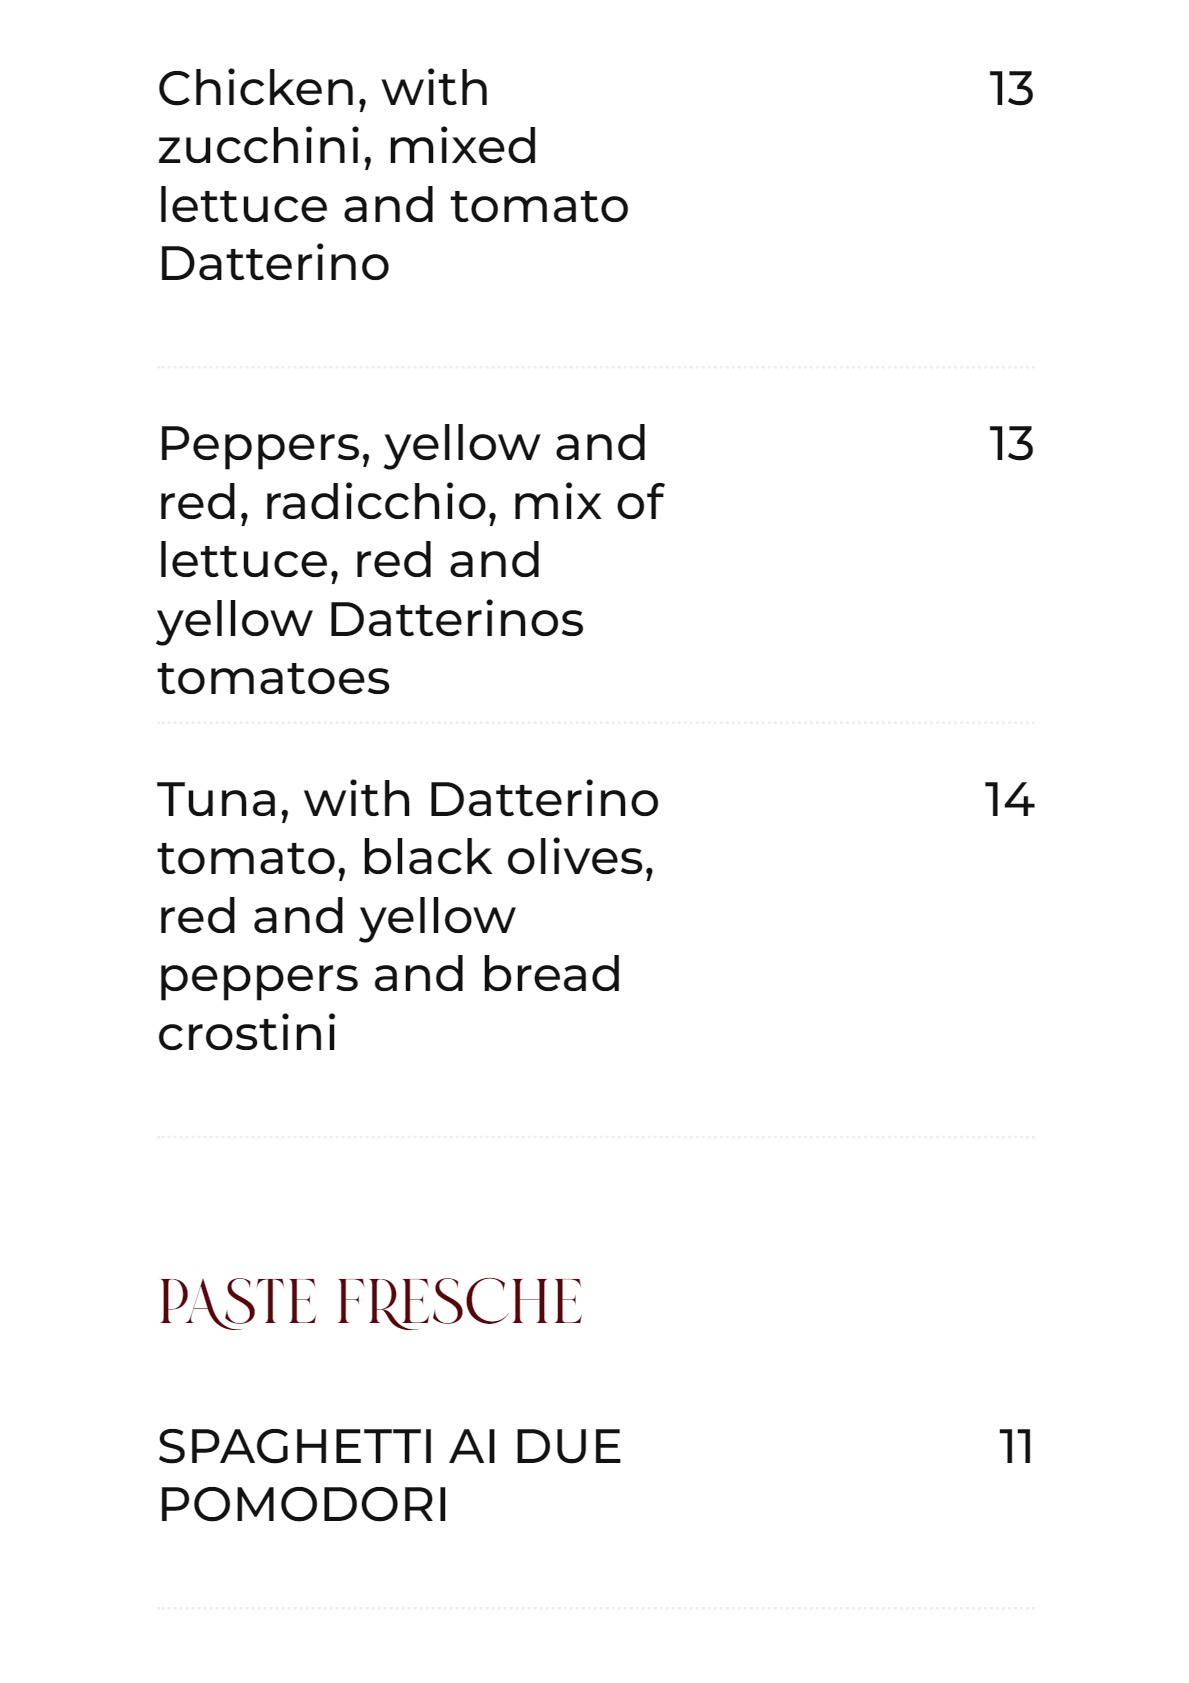 Chicken, with 13
zucchini, mixed
lettuce and tomato
Datterino
Peppers, yellow and 13
red, radicchio, mix of
lettuce, red and
yellow Datterinos
tomatoes
Tuna, with Datterino 14
tomato, black olives,
red and yellow
peppers and bread
crostini
PASTE FRESCHE
SPAGHETTI AI DUE 11
POMODORI